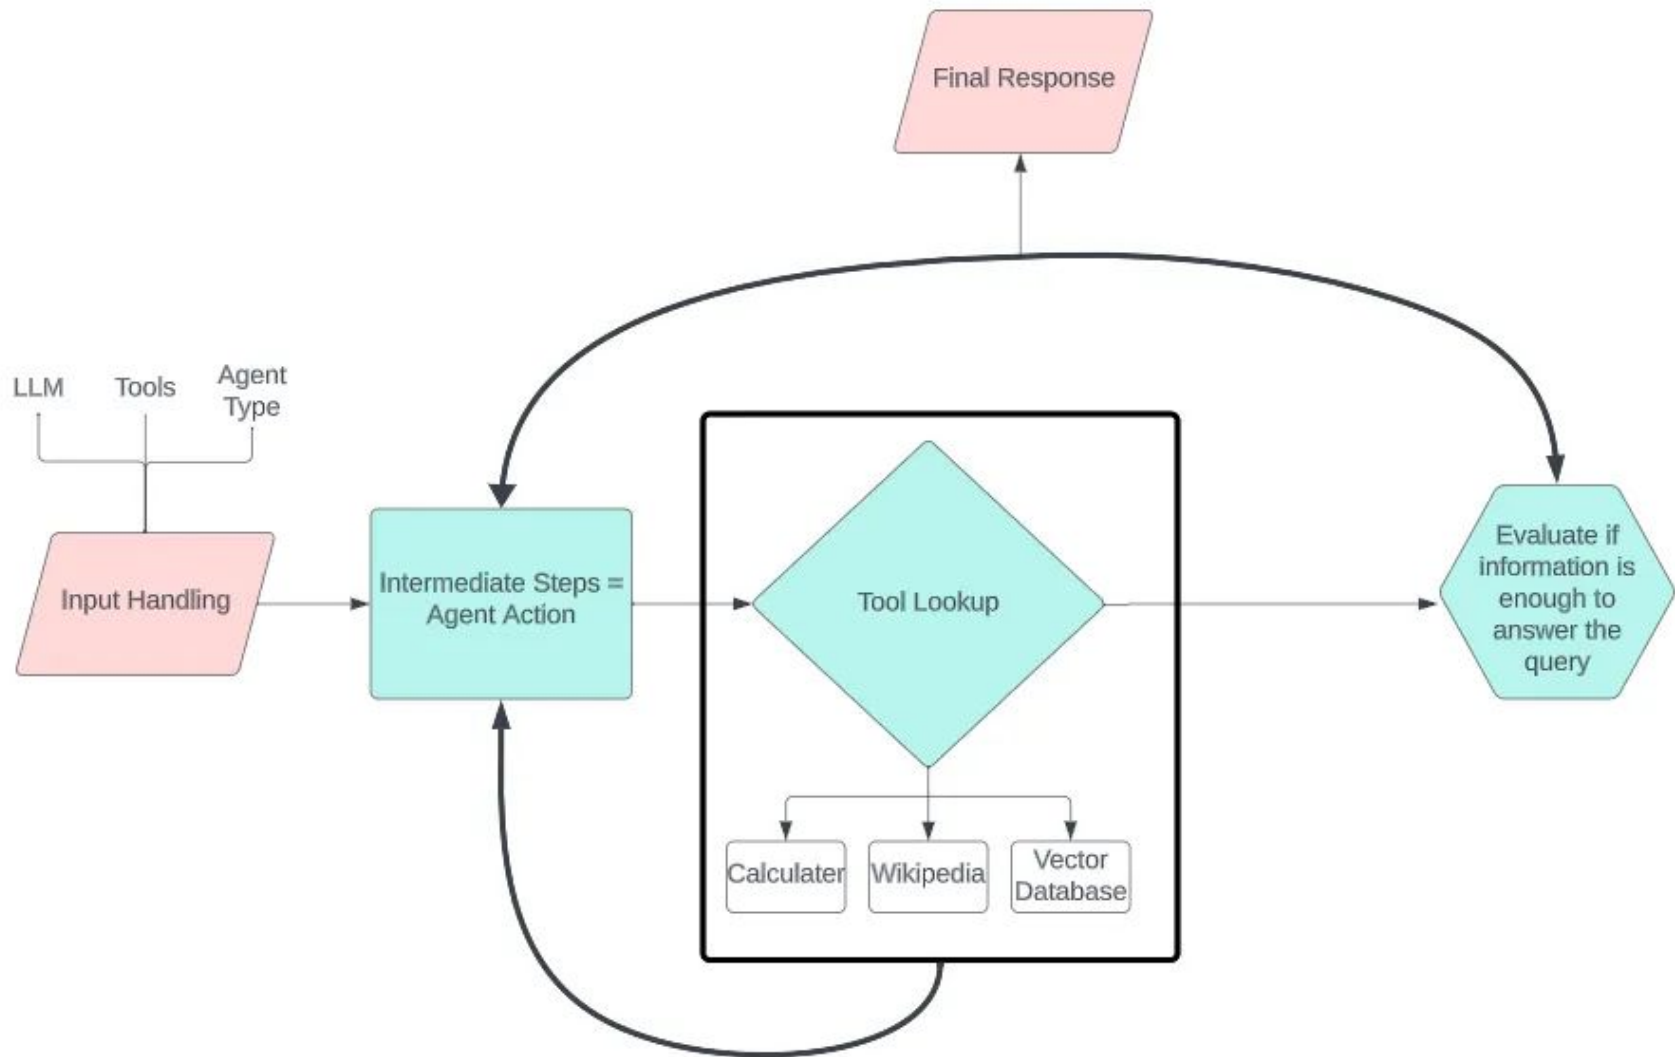 Final Response
LLM
Tools
Agent
Type
Input Handling
Intermediate Steps =
Agent Action
Tool Lookup
Evaluate if
information is
enough to
answer the
query
Calculater
Wikipedia
Vector
Database